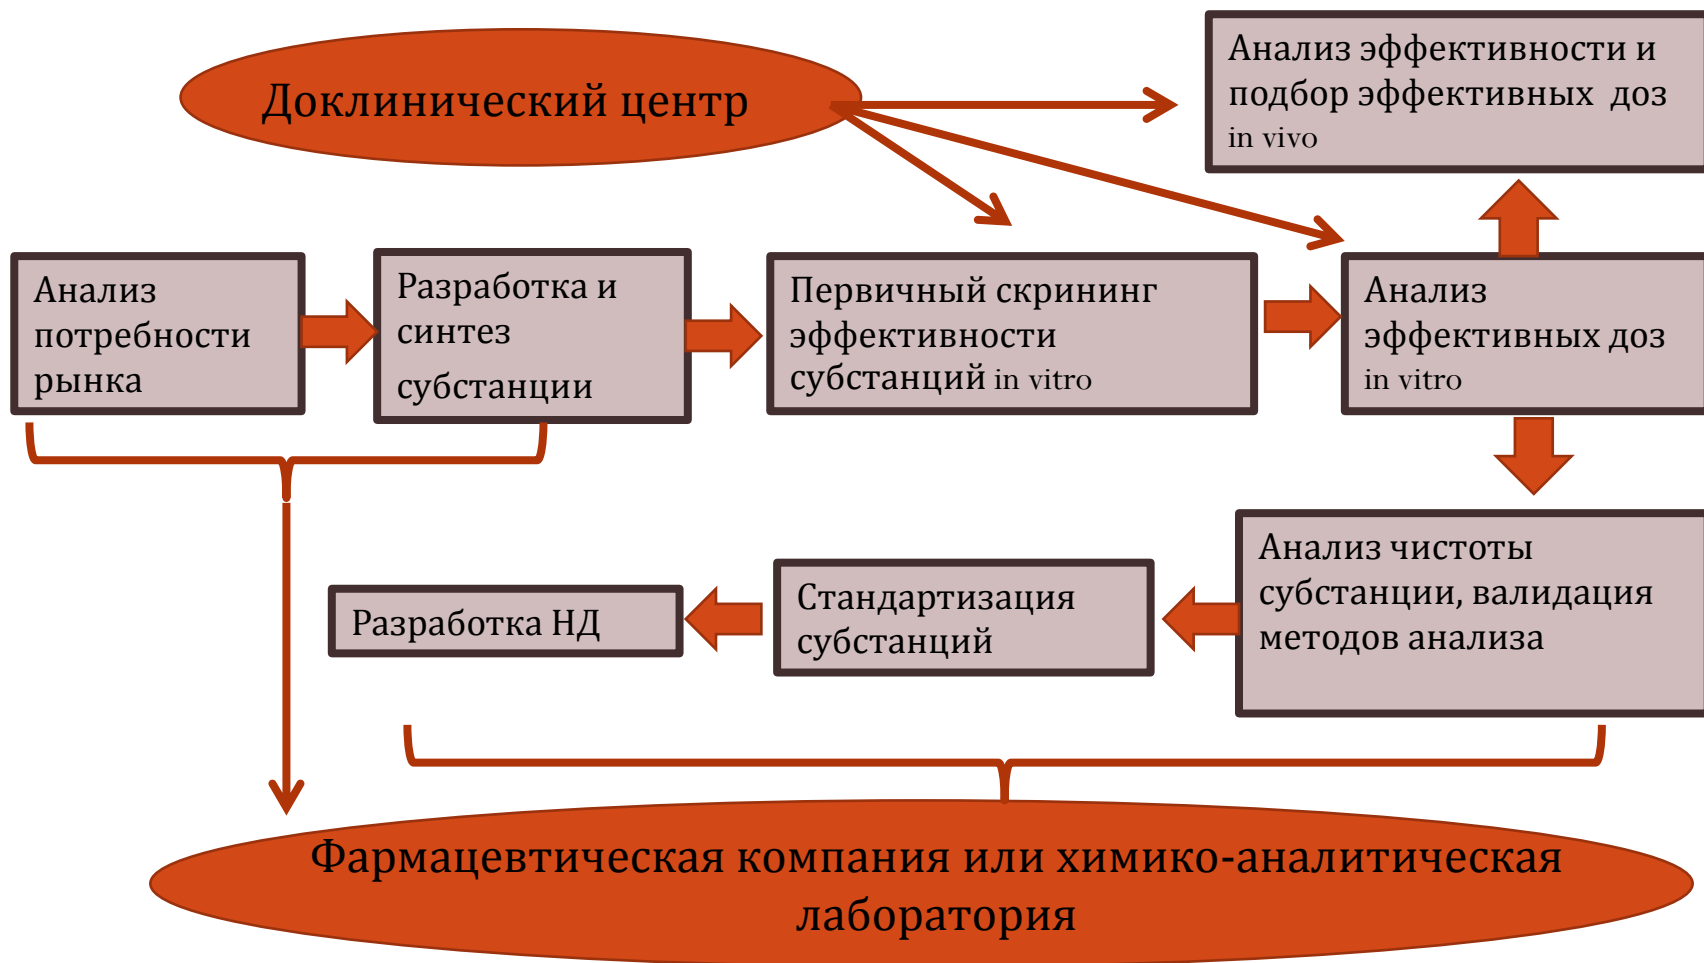 Доклинический центр
Анализ эффективности и
подбор эффективных доз
in vivo
Анализ
потребности
рынка
Разработка и
синтез
субстанции
Первичный скрининг
эффективности
субстанций in vitro
Анализ
эффективных доз
in vitro
Анализ чистоты
субстанции, валидация
методов анализа
Стандартизация
субстанций
Разработка НД
Фармацевтическая компания или химико-аналитическая
лаборатория